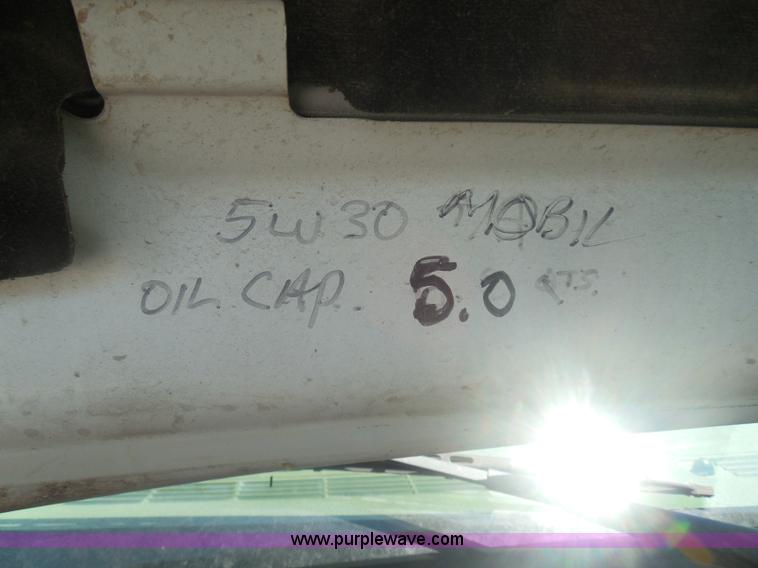 5W30 MOBIL
OIL CAP. 5.0 QTS.
www.purplewave.com